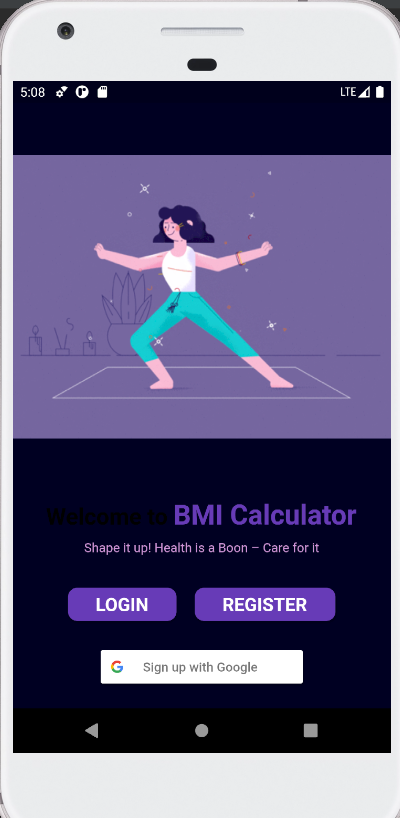 5:08 LTE
Welcome to BMI Calculator
Shape it up! Health is a Boon – Care for it
LOGIN REGISTER
Sign up with Google